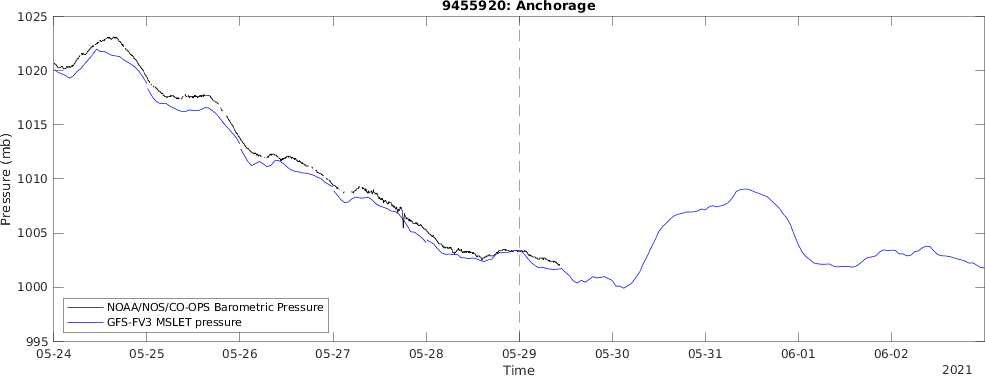 9455920: Anchorage
Pressure (mb)
1025
1020
1015
1010
1005
1000
995
NOAA/NOS/CO-OPS Barometric Pressure
GFS-FV3 MSLET pressure
05-24 05-25 05-26 05-27 05-28 05-29 05-30 05-31 06-01 06-02
Time
2021